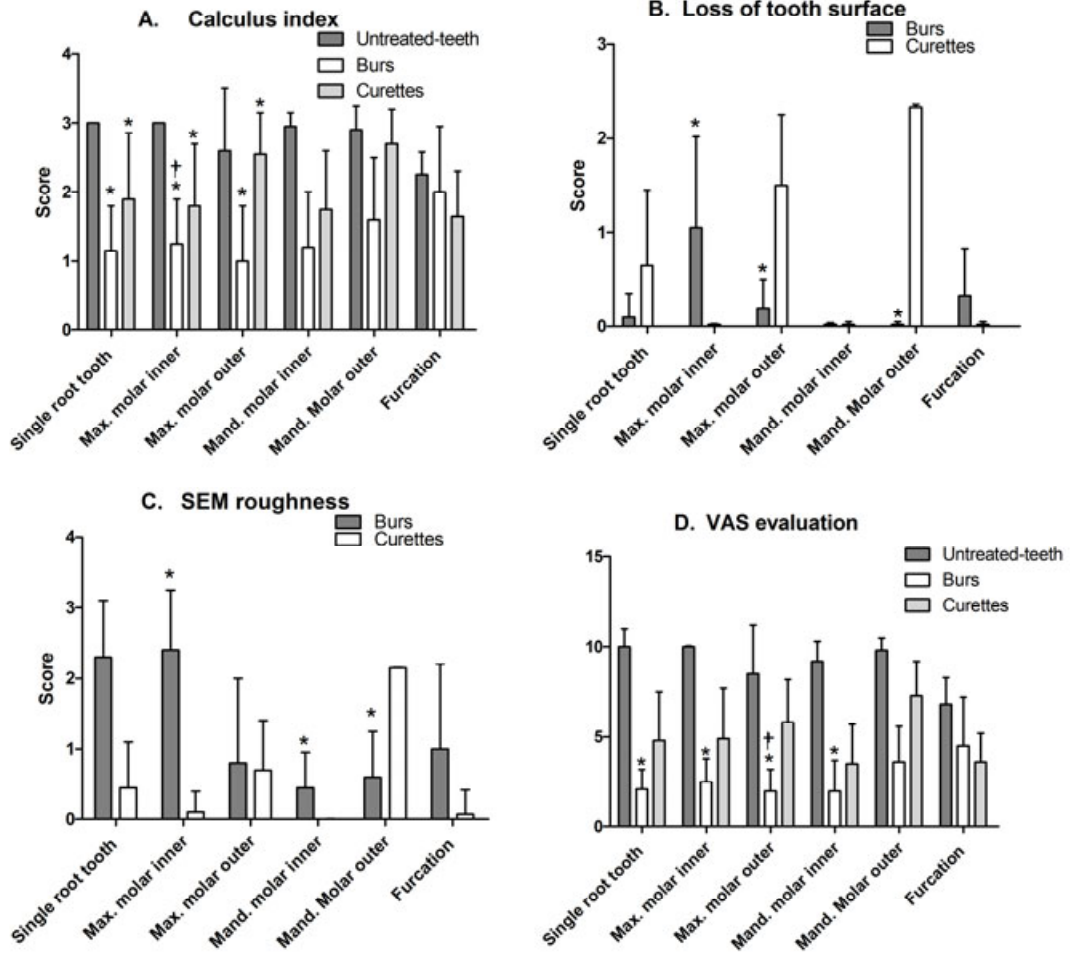 A. Calculus index
Untreated-teeth
Burs
Curettes
4
3
2
1
0
Score
* * † * * * *
Single root tooth
Max. molar inner
Max. molar outer
Mand. molar inner
Mand. Molar outer
Furcation
B. Loss of tooth surface
Burs
Curettes
3
2
1
0
Score
* * *
Single root tooth
Max. molar inner
Max. molar outer
Mand. molar inner
Mand. Molar outer
Furcation
C. SEM roughness
Burs
Curettes
4
3
2
1
0
Score
* * *
Single root tooth
Max. molar inner
Max. molar outer
Mand. molar inner
Mand. Molar outer
Furcation
D. VAS evaluation
Untreated-teeth
Burs
Curettes
15
10
5
0
* * † * *
Single root tooth
Max. molar inner
Max. molar outer
Mand. molar inner
Mand. Molar outer
Furcation